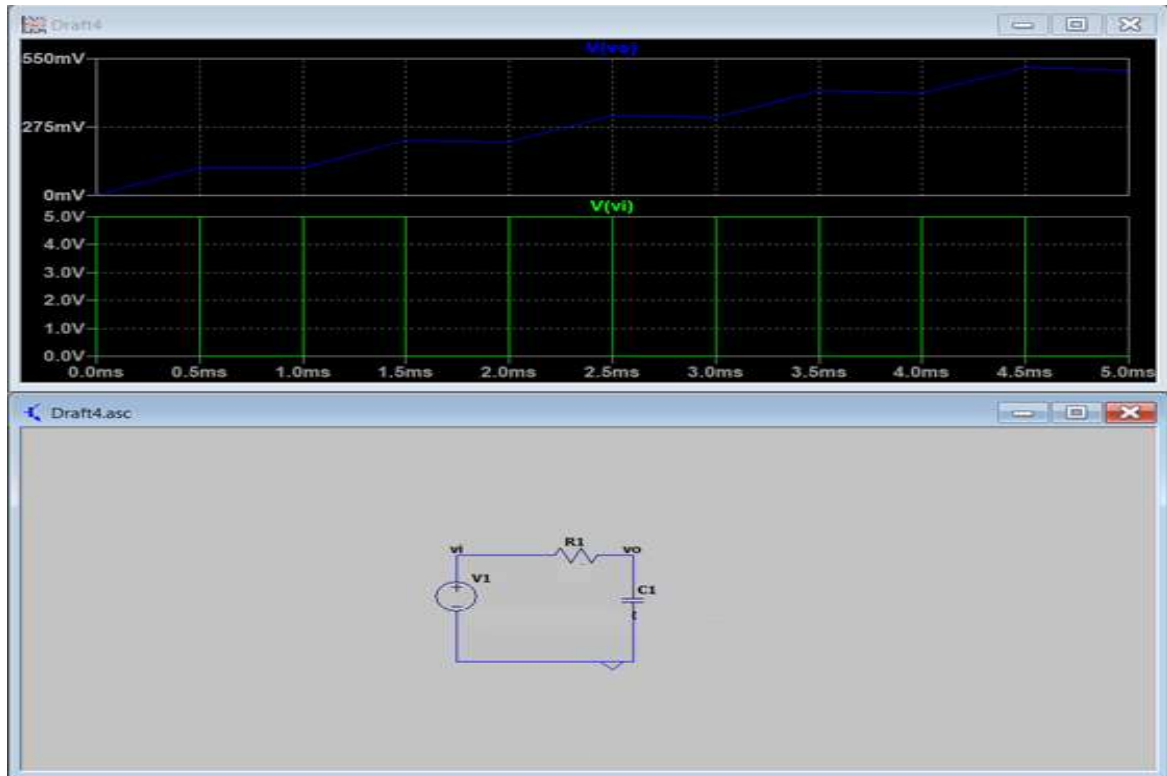 Draft4
V(vo)
550mV
275mV
0mV
V(vi)
5.0V
4.0V
3.0V
2.0V
1.0V
0.0V
0.0ms 0.5ms 1.0ms 1.5ms 2.0ms 2.5ms 3.0ms 3.5ms 4.0ms 4.5ms 5.0ms
Draft4.asc
vi R1 vo
V1 C1